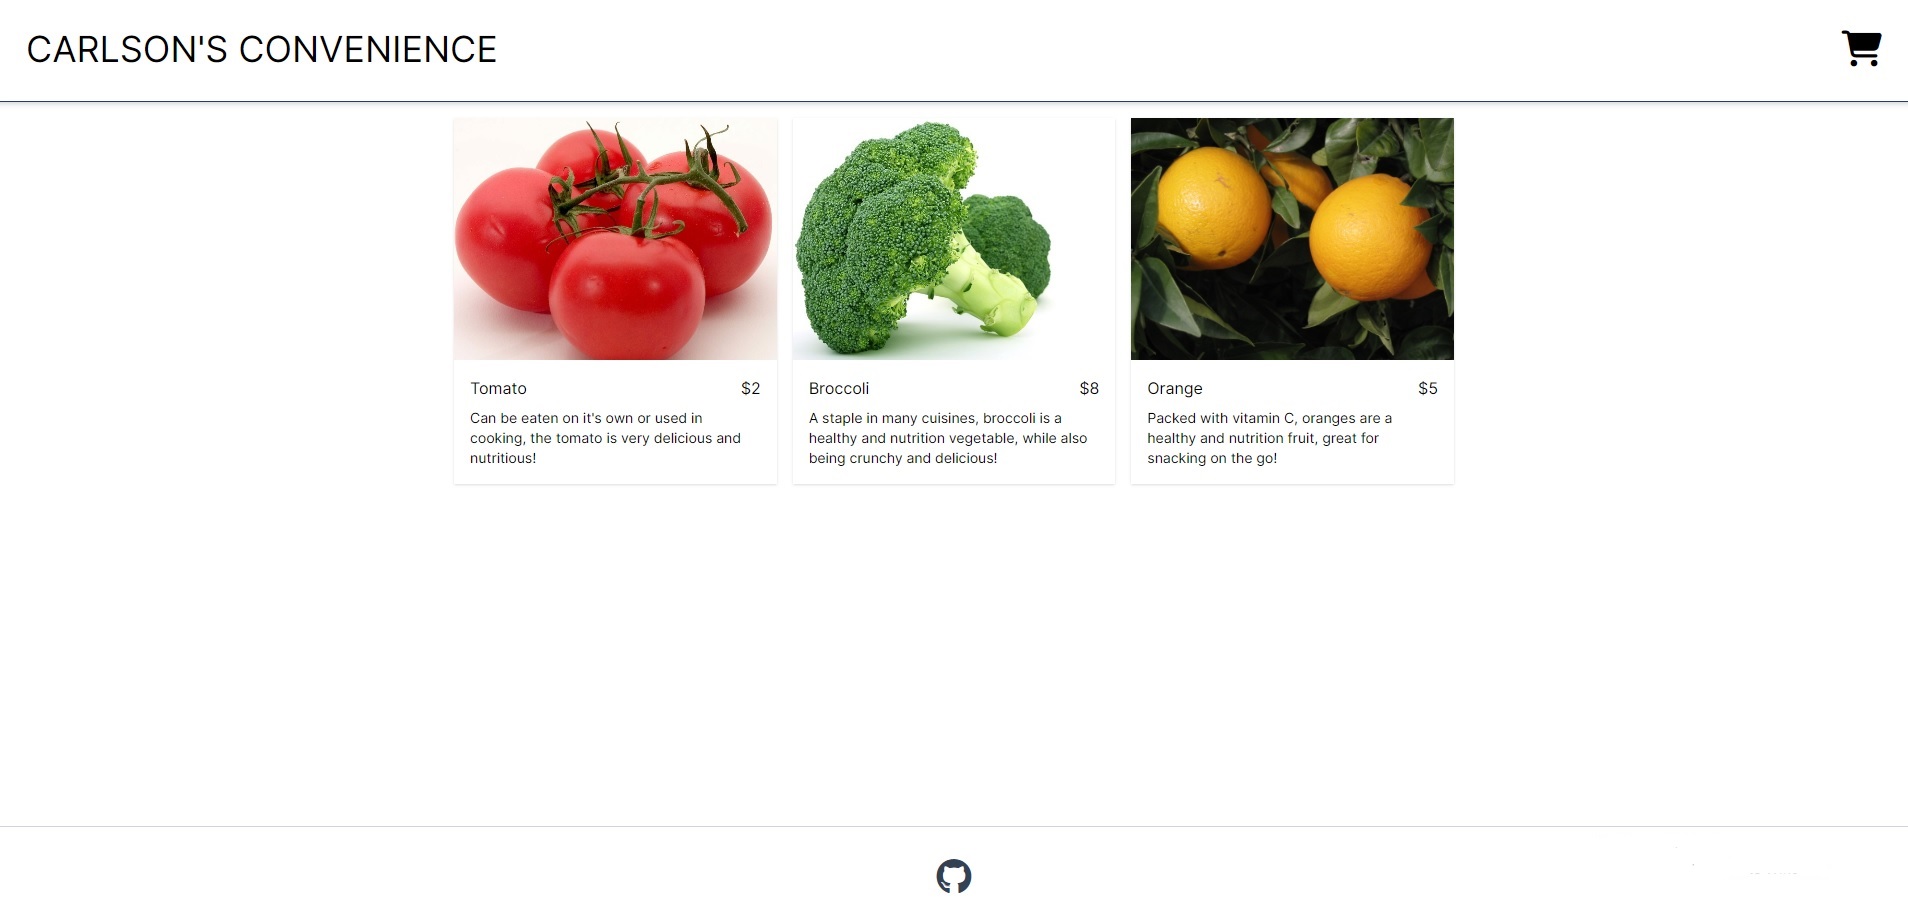 CARLSON'S CONVENIENCE
Tomato $2
Can be eaten on it's own or used in
cooking, the tomato is very delicious and
nutritious!
Broccoli $8
A staple in many cuisines, broccoli is a
healthy and nutrition vegetable, while also
being crunchy and delicious!
Orange $5
Packed with vitamin C, oranges are a
healthy and nutrition fruit, great for
snacking on the go!